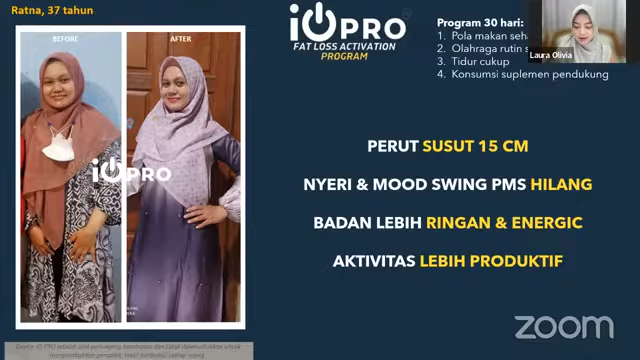 Ratna, 37 tahun
BEFORE
AFTER
iOPRO
iOPRO
FAT LOSS ACTIVATION
PROGRAM
Program 30 hari:
1. Pola makan seha
2. Olahraga rutin s
3. Tidur cukup
4. Konsumsi suplemen pendukung
Laura Olivia
PERUT SUSUT 15 CM
NYERI & MOOD SWING PMS HILANG
BADAN LEBIH RINGAN & ENERGIC
AKTIVITAS LEBIH PRODUKTIF
zoom